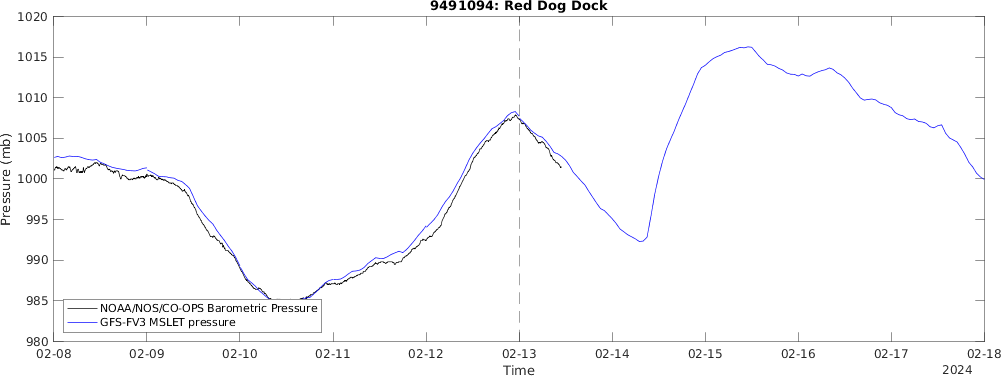 9491094: Red Dog Dock
1020
1015
1010
1005
1000
995
990
985
980
Pressure (mb)
NOAA/NOS/CO-OPS Barometric Pressure
GFS-FV3 MSLET pressure
02-08 02-09 02-10 02-11 02-12 02-13 02-14 02-15 02-16 02-17 02-18
Time
2024